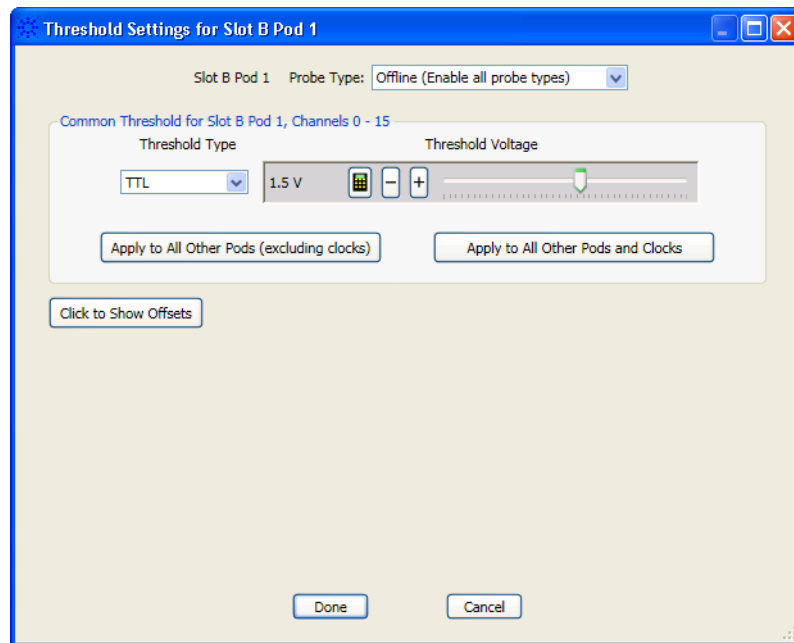 Threshold Settings for Slot B Pod 1
Slot B Pod 1 Probe Type: Offline (Enable all probe types)
Common Threshold for Slot B Pod 1, Channels 0 - 15
Threshold Type Threshold Voltage
TTL 1.5 V - +
Apply to All Other Pods (excluding clocks) Apply to All Other Pods and Clocks
Click to Show Offsets
Done Cancel